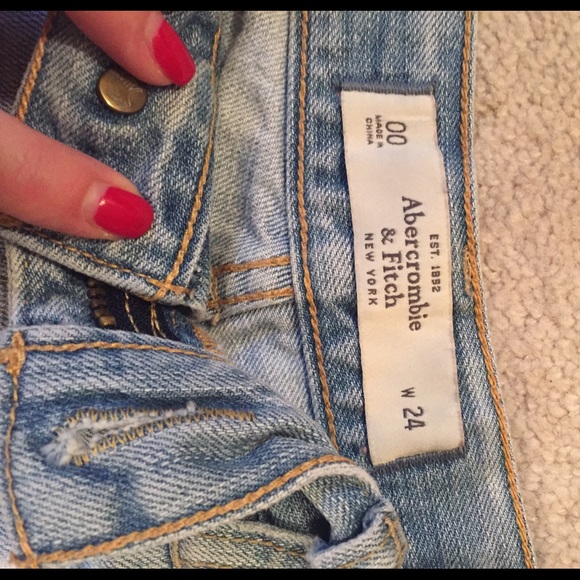 00
MADE IN
CHINA
EST. 1892
Abercrombie
& Fitch
NEW YORK
W 24